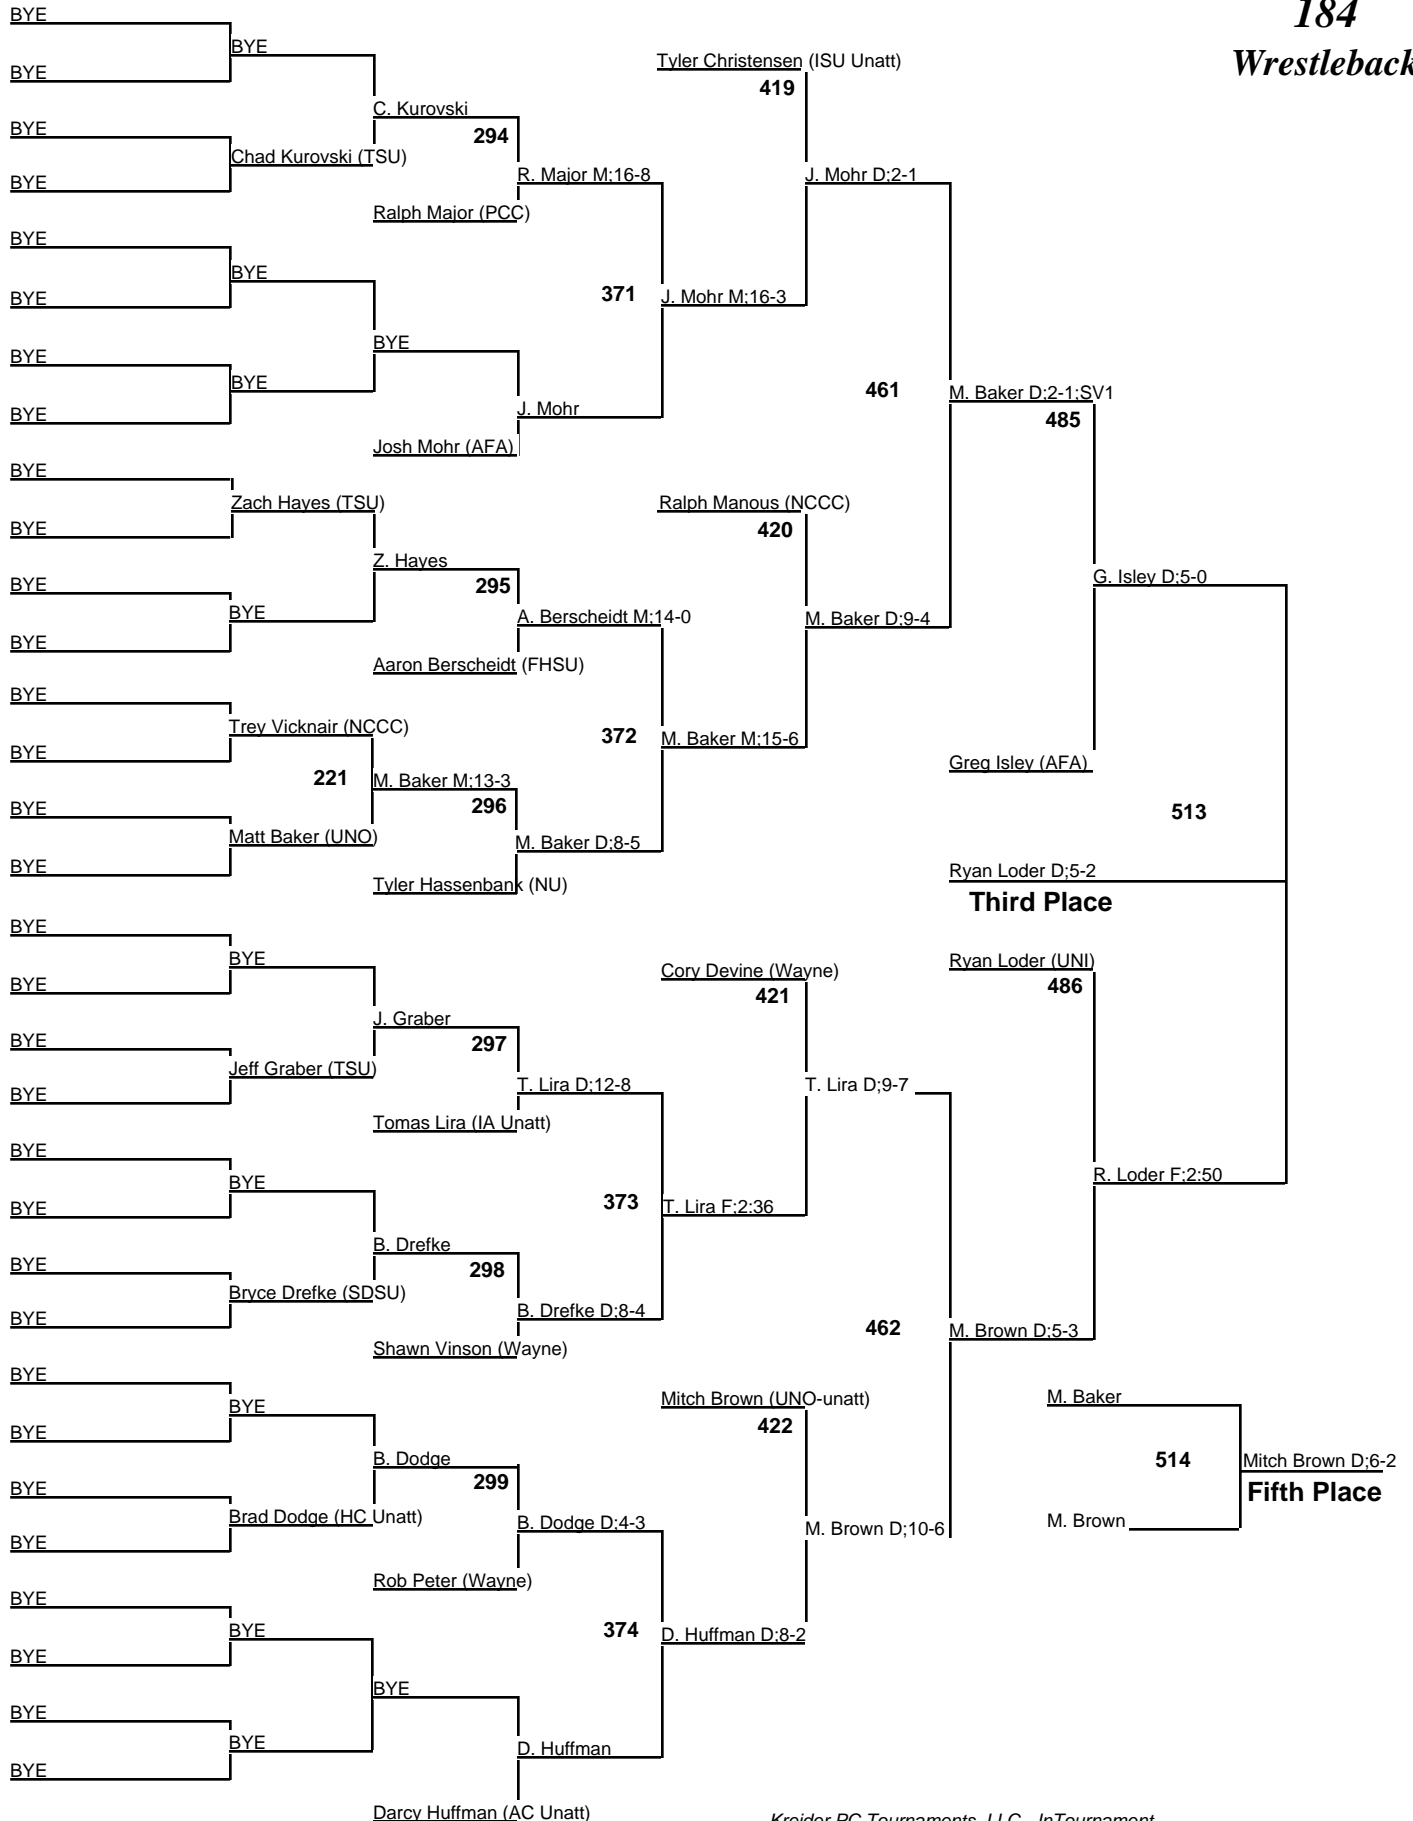 184
Wrestleback
BYE
BYE
BYE
Tyler Christensen (ISU Unatt)
419
C. Kurovski
294
BYE
Chad Kurovski (TSU)
BYE
R. Major M;16-8
J. Mohr D;2-1
Ralph Major (PCC)
BYE
BYE
BYE
371
J. Mohr M;16-3
BYE
BYE
BYE
461
M. Baker D;2-1;SV1
BYE
J. Mohr
485
Josh Mohr (AFA)
BYE
Zach Hayes (TSU)
Ralph Manous (NCCC)
BYE
420
Z. Hayes
295
G. Isley D;5-0
BYE
BYE
A. Berscheidt M;14-0
M. Baker D;9-4
BYE
Aaron Berscheidt (FHSU)
BYE
Trey Vicknair (NCCC)
372
M. Baker M;15-6
BYE
Greg Isley (AFA)
221
M. Baker M;13-3
296
BYE
513
Matt Baker (UNO)
M. Baker D;8-5
BYE
Tyler Hassenbank (NU)
Ryan Loder D;5-2
Third Place
BYE
BYE
Cory Devine (Wayne)
Ryan Loder (UNI)
BYE
421
486
J. Graber
297
BYE
Jeff Graber (TSU)
T. Lira D;12-8
T. Lira D;9-7
BYE
Tomas Lira (IA Unatt)
BYE
BYE
R. Loder F;2:50
373
T. Lira F;2:36
BYE
B. Drefke
298
BYE
Bryce Drefke (SDSU)
B. Drefke D;8-4
BYE
462
M. Brown D;5-3
Shawn Vinson (Wayne)
BYE
BYE
Mitch Brown (UNO-unatt)
M. Baker
BYE
422
B. Dodge
299
514
Mitch Brown D;6-2
Fifth Place
BYE
Brad Dodge (HC Unatt)
B. Dodge D;4-3
M. Brown D;10-6
M. Brown
BYE
Rob Peter (Wayne)
BYE
BYE
374
D. Huffman D;8-2
BYE
BYE
BYE
BYE
D. Huffman
BYE
Darcy Huffman (AC Unatt)
Kreider PC Tournaments, LLC - InTournament